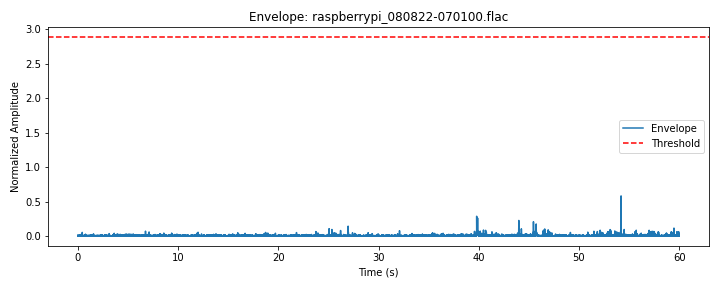 Envelope: raspberrypi_080822-070100.flac
3.0
2.5
2.0
1.5
1.0
0.5
0.0
Normalized Amplitude
Envelope
Threshold
0 10 20 30 40 50 60
Time (s)